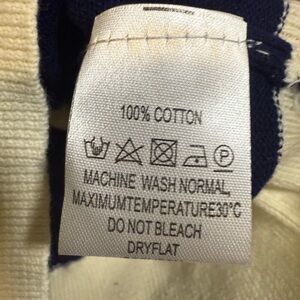 100% COTTON
P
MACHINE WASH NORMAL
MAXIMUMTEMPERATURE30°C
DO NOT BLEACH
DRYFLAT